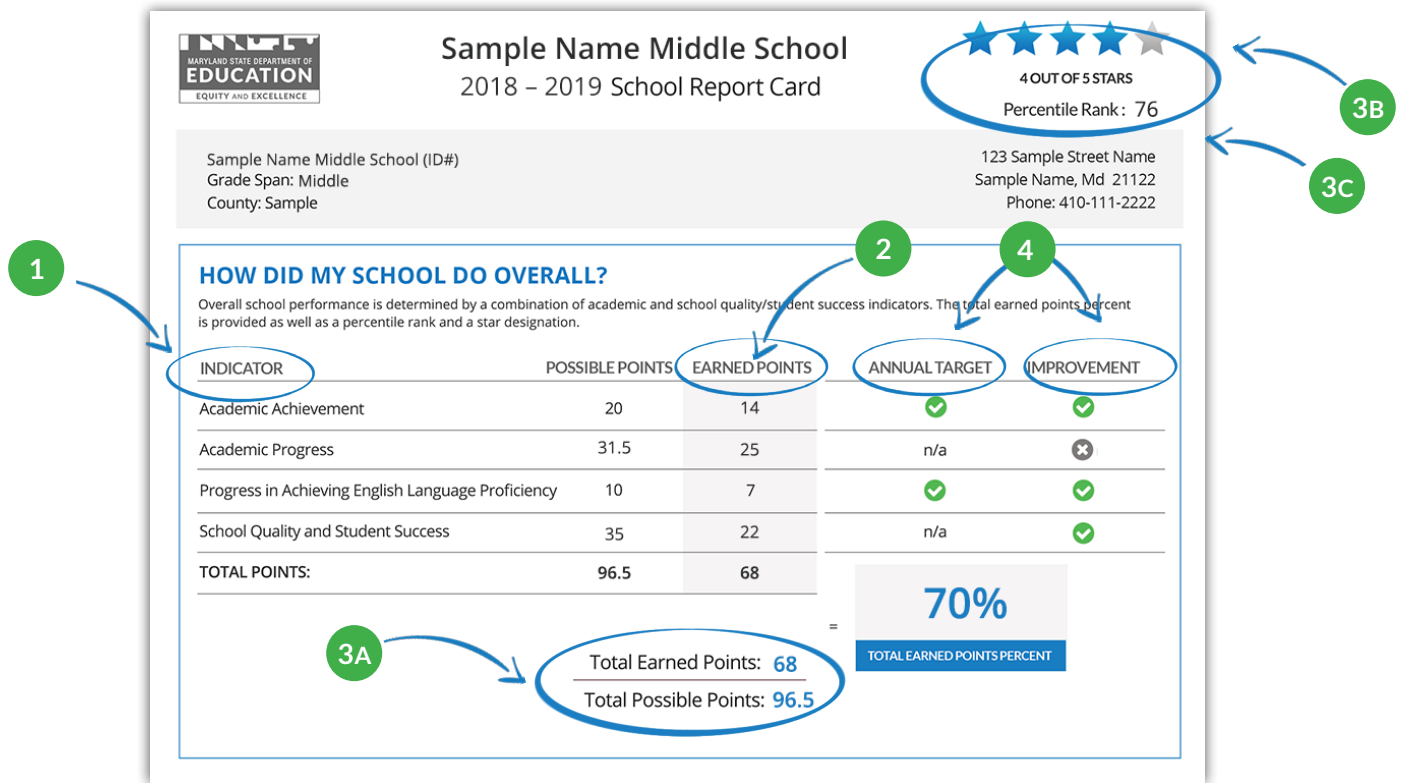 MARYLAND STATE DEPARTMENT OF
EDUCATION
EQUITY AND EXCELLENCE
Sample Name Middle School
2018 – 2019 School Report Card
4 OUT OF 5 STARS
Percentile Rank: 76
3B
3C
Sample Name Middle School (ID#)
Grade Span: Middle
County: Sample
123 Sample Street Name
Sample Name, Md 21122
Phone: 410-111-2222
1
2
4
HOW DID MY SCHOOL DO OVERALL?
Overall school performance is determined by a combination of academic and school quality/student success indicators. The total earned points percent
is provided as well as a percentile rank and a star designation.
INDICATOR POSSIBLE POINTS EARNED POINTS ANNUAL TARGET IMPROVEMENT
Academic Achievement 20 14
Academic Progress 31.5 25 n/a
Progress in Achieving English Language Proficiency 10 7
School Quality and Student Success 35 22 n/a
TOTAL POINTS: 96.5 68
70%
=
TOTAL EARNED POINTS PERCENT
3A
Total Earned Points: 68
Total Possible Points: 96.5